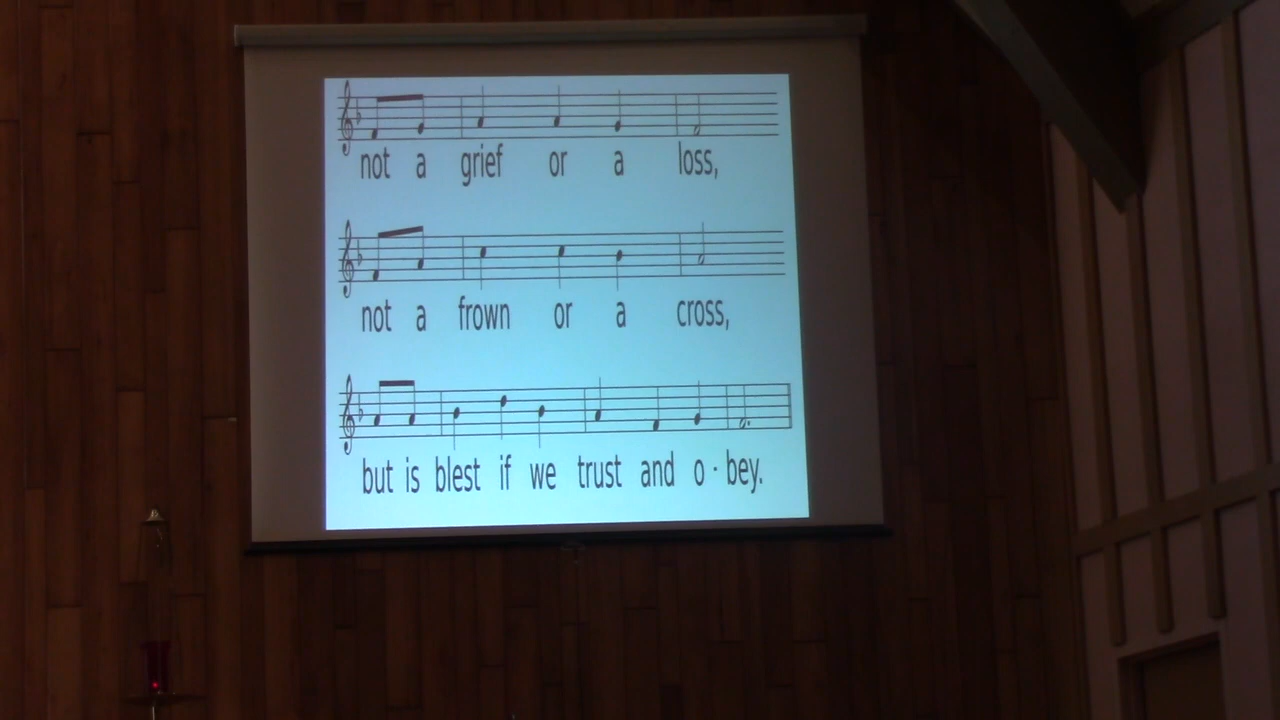 not a grief or a loss,
not a frown or a cross,
but is blest if we trust and o · bey.